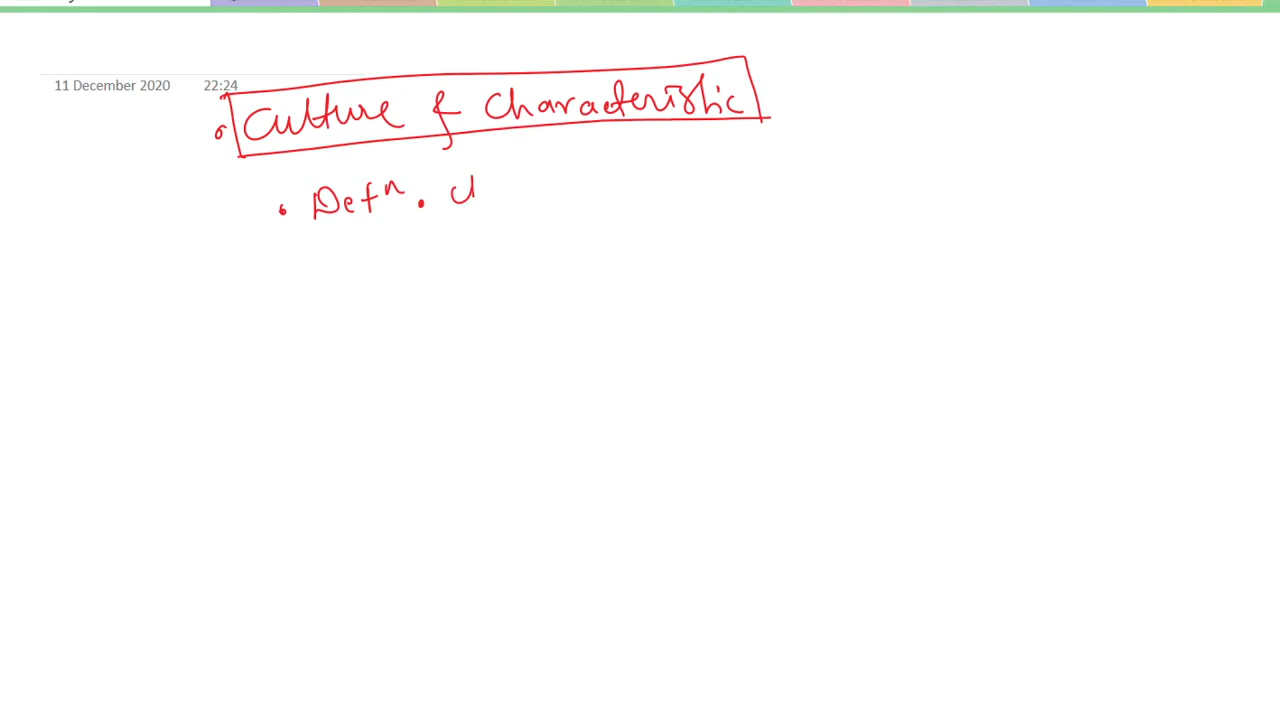 11 December 2020 22:24
Culture & Characteristic
• Defⁿ.